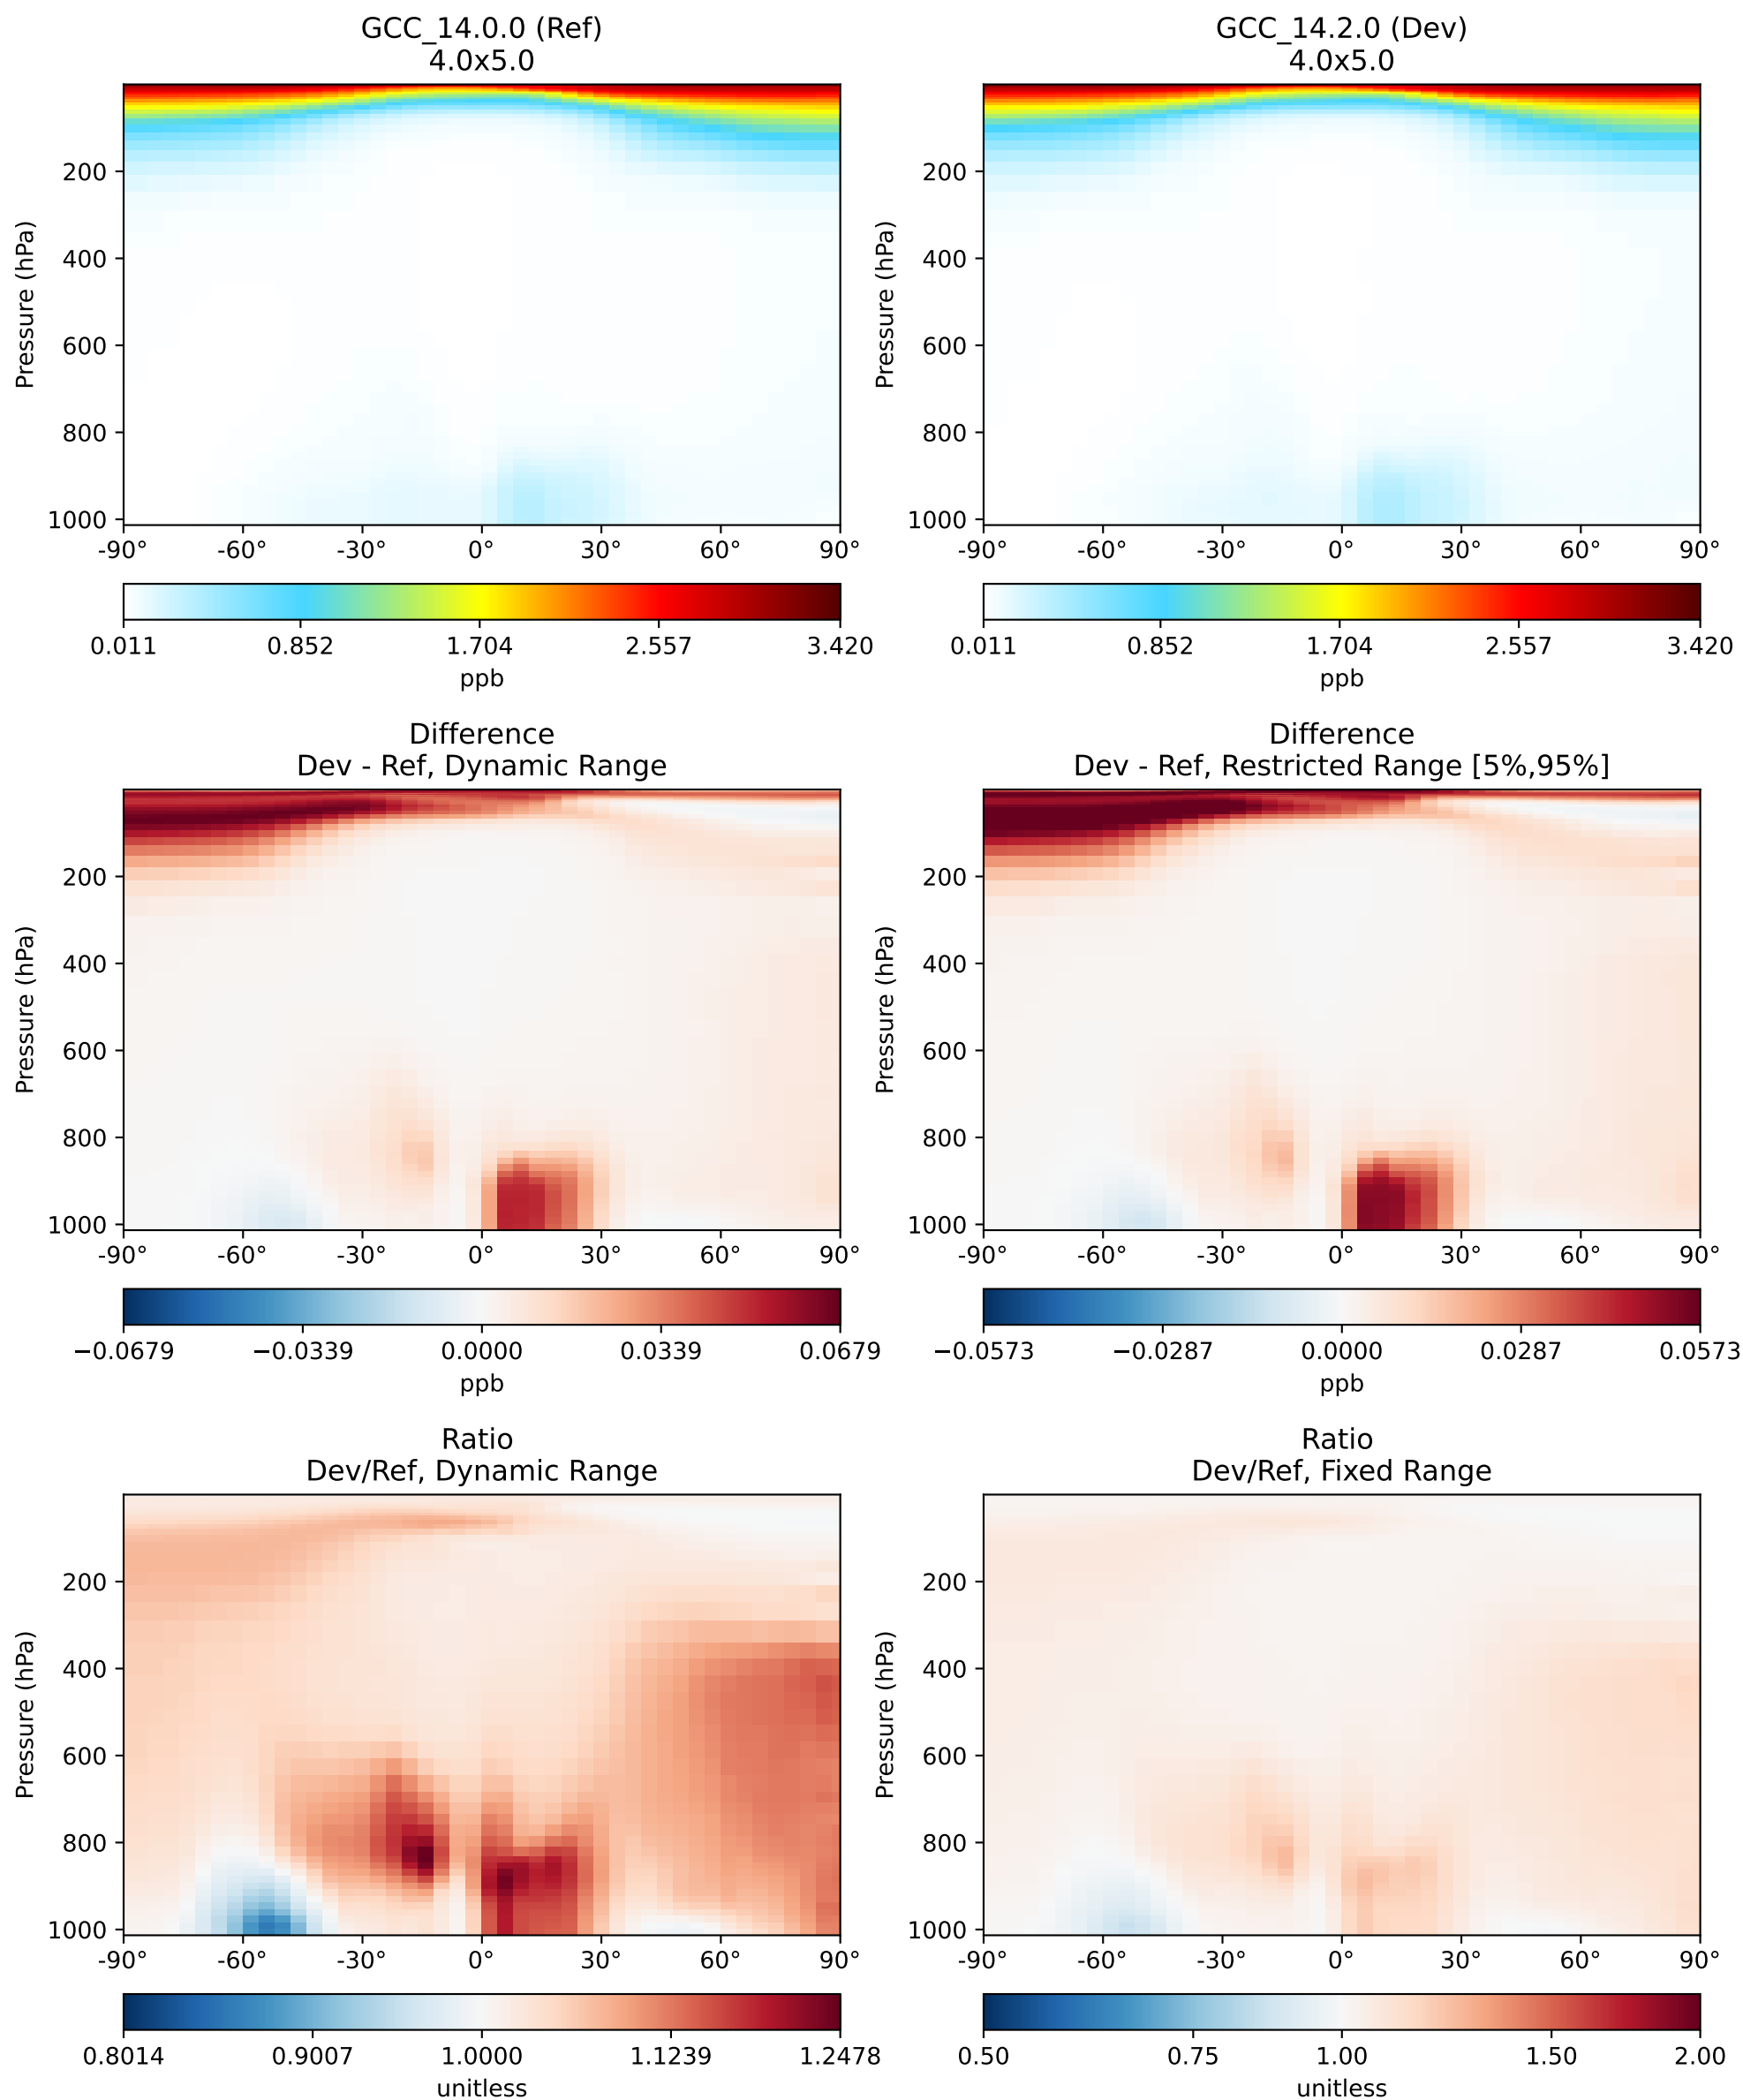 GCC_14.0.0 (Ref)
4.0x5.0
Pressure (hPa)
200
400
600
800
1000
-90° -60° -30° 0° 30° 60° 90°
0.011 0.852 1.704 2.557 3.420
ppb
GCC_14.2.0 (Dev)
4.0x5.0
Pressure (hPa)
200
400
600
800
1000
-90° -60° -30° 0° 30° 60° 90°
0.011 0.852 1.704 2.557 3.420
ppb
Difference
Dev - Ref, Dynamic Range
Pressure (hPa)
200
400
600
800
1000
-90° -60° -30° 0° 30° 60° 90°
−0.0679 −0.0339 0.0000 0.0339 0.0679
ppb
Difference
Dev - Ref, Restricted Range [5%,95%]
Pressure (hPa)
200
400
600
800
1000
-90° -60° -30° 0° 30° 60° 90°
−0.0573 −0.0287 0.0000 0.0287 0.0573
ppb
Ratio
Dev/Ref, Dynamic Range
Pressure (hPa)
200
400
600
800
1000
-90° -60° -30° 0° 30° 60° 90°
0.8014 0.9007 1.0000 1.1239 1.2478
unitless
Ratio
Dev/Ref, Fixed Range
Pressure (hPa)
200
400
600
800
1000
-90° -60° -30° 0° 30° 60° 90°
0.50 0.75 1.00 1.50 2.00
unitless